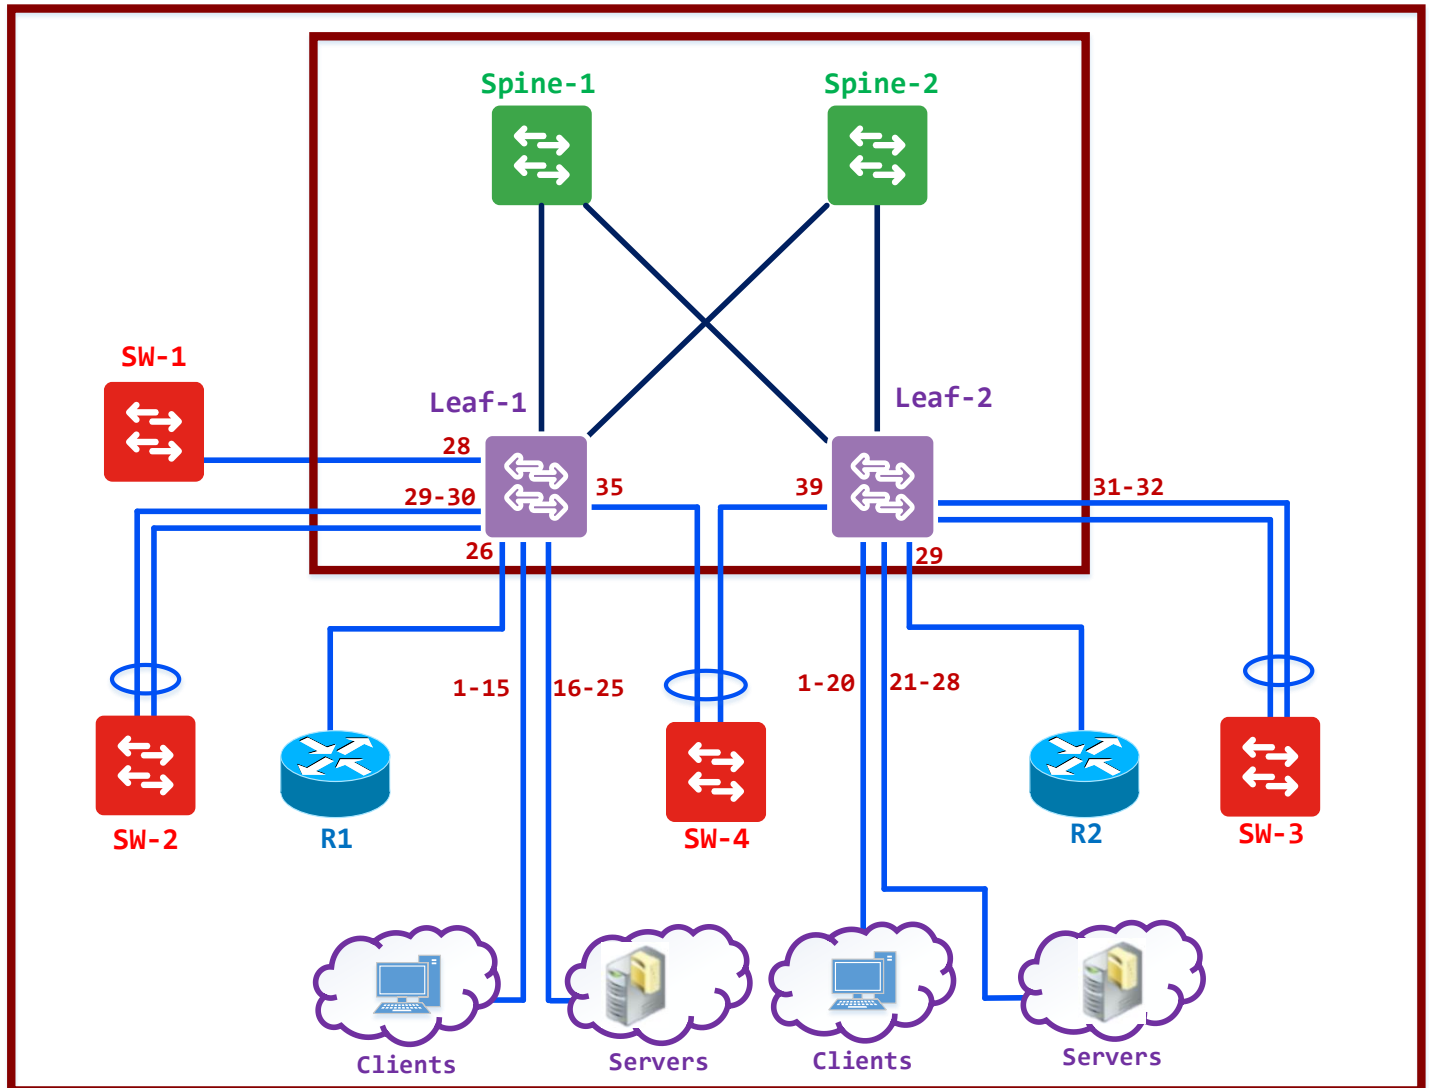 Spine-1
Spine-2
SW-1
Leaf-1
Leaf-2
28
29-30
35
39
31-32
26
29
1-15
16-25
1-20
21-28
SW-2
R1
SW-4
R2
SW-3
Clients
Servers
Clients
Servers